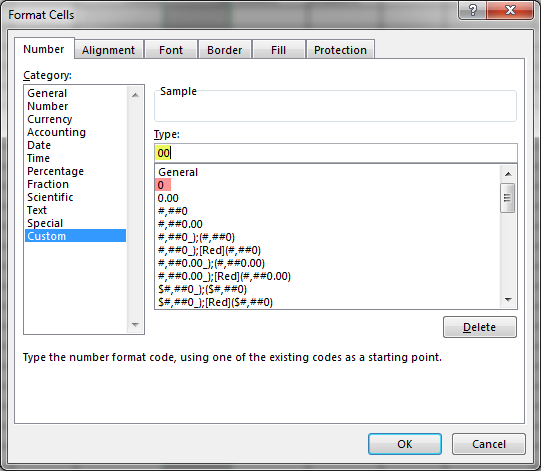 Format Cells
Number Alignment Font Border Fill Protection
Category:
General
Number
Currency
Accounting
Date
Time
Percentage
Fraction
Scientific
Text
Special
Custom
Sample
Type:
00
General
0
0.00
#,##0
#,##0.00
#,##0_);(#,##0)
#,##0_);[Red](#,##0)
#,##0.00_);(#,##0.00)
#,##0.00_);[Red](#,##0.00)
$#,##0_);($#,##0)
$#,##0_);[Red]($#,##0)
Delete
Type the number format code, using one of the existing codes as a starting point.
OK Cancel